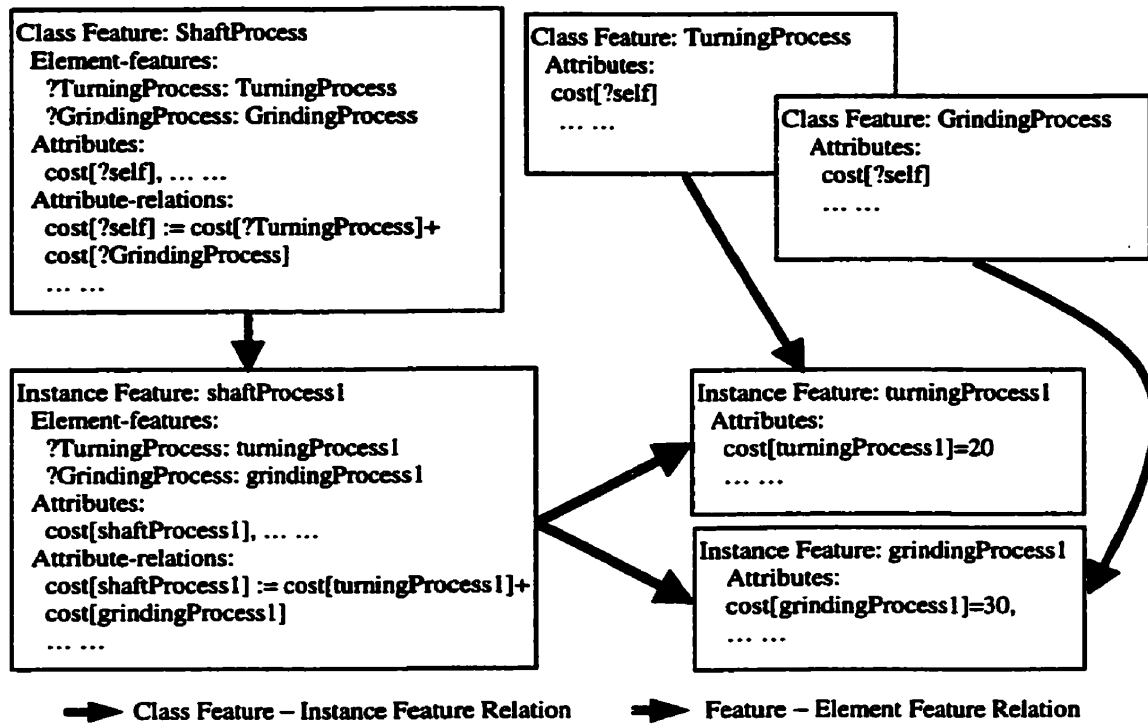 Class Feature: ShaftProcess
Element-features:
?TurningProcess: TurningProcess
?GrindingProcess: GrindingProcess
Attributes:
cost[?self], ... ...
Attribute-relations:
cost[?self] := cost[?TurningProcess]+
cost[?GrindingProcess]
... ...
Class Feature: TurningProcess
Attributes:
cost[?self]
... ...
Class Feature: GrindingProcess
Attributes:
cost[?self]
... ...
Instance Feature: shaftProcess1
Element-features:
?TurningProcess: turningProcess1
?GrindingProcess: grindingProcess1
Attributes:
cost[shaftProcess1], ... ...
Attribute-relations:
cost[shaftProcess1] := cost[turningProcess1]+
cost[grindingProcess1]
... ...
Instance Feature: turningProcess1
Attributes:
cost[turningProcess1]=20
... ...
Instance Feature: grindingProcess1
Attributes:
cost[grindingProcess1]=30,
... ...
Class Feature – Instance Feature Relation
Feature – Element Feature Relation